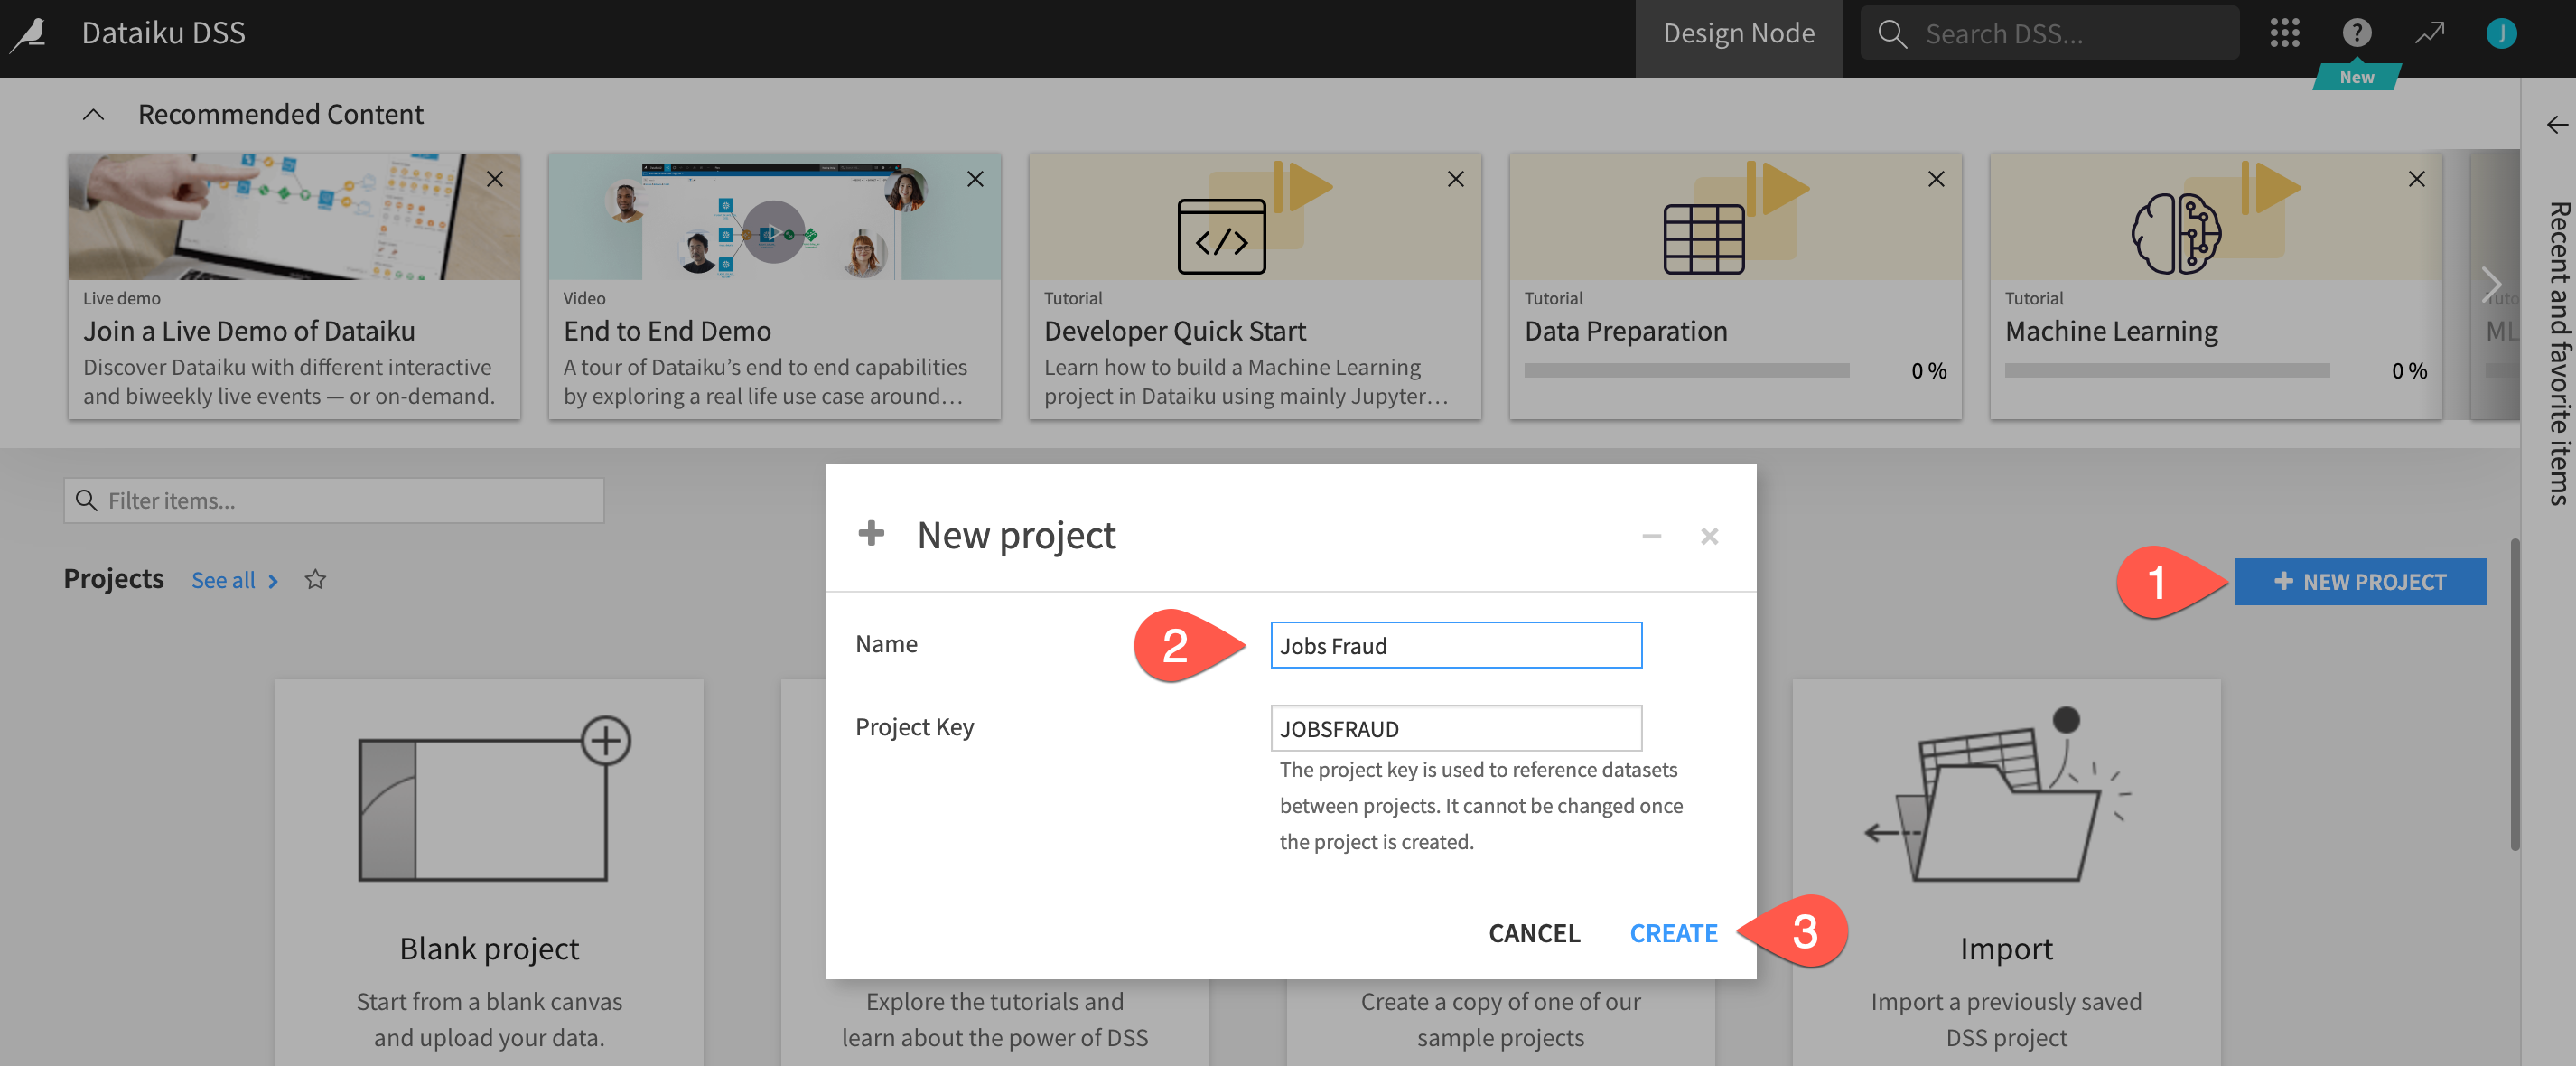 Dataiku DSS
Design Node
Search DSS...
?
J
New
Recommended Content
Live demo
Join a Live Demo of Dataiku
Discover Dataiku with different interactive
and biweekly live events — or on-demand.
Video
End to End Demo
A tour of Dataiku's end to end capabilities
by exploring a real life use case around...
Tutorial
Developer Quick Start
Learn how to build a Machine Learning
project in Dataiku using mainly Jupyter...
Tutorial
Data Preparation
0 %
Tutorial
Machine Learning
0 %
ML
Recent and favorite items
Filter items...
Projects
See all
1
NEW PROJECT
New project
Name
2
Jobs Fraud
Project Key
JOBSFRAUD
The project key is used to reference datasets
between projects. It cannot be changed once
the project is created.
CANCEL
CREATE
3
Blank project
Start from a blank canvas
and upload your data.
Explore the tutorials and
learn about the power of DSS
Create a copy of one of our
sample projects
Import
Import a previously saved
DSS project